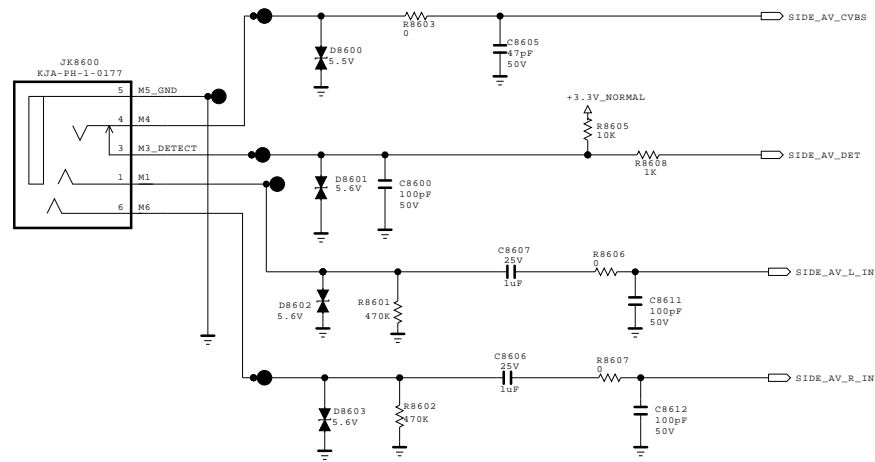 SIDE_AV_CVBS
R8603
0
D8600
5.5V
C8605
47pF
50V
JK8600
KJA-PH-1-0177
5 M5_GND
4 M4
3 M3_DETECT
1 M1
6 M6
+3.3V_NORMAL
R8605
10K
SIDE_AV_DET
R8608
1K
D8601
5.6V
C8600
100pF
50V
C8607
25V
1uF
R8606
0
SIDE_AV_L_IN
D8602
5.6V
R8601
470K
C8611
100pF
50V
C8606
25V
1uF
R8607
0
SIDE_AV_R_IN
D8603
5.6V
R8602
470K
C8612
100pF
50V